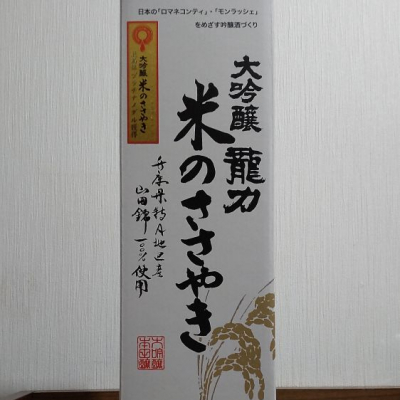 日本の「ロマネコンティ」・「モンラッシェ」
をめざす吟醸酒づくり
大吟醸
米のささやき
大吟醸 龍力
米のささやき
兵庫県特A地区産
山田錦一〇〇%使用
大吟醸